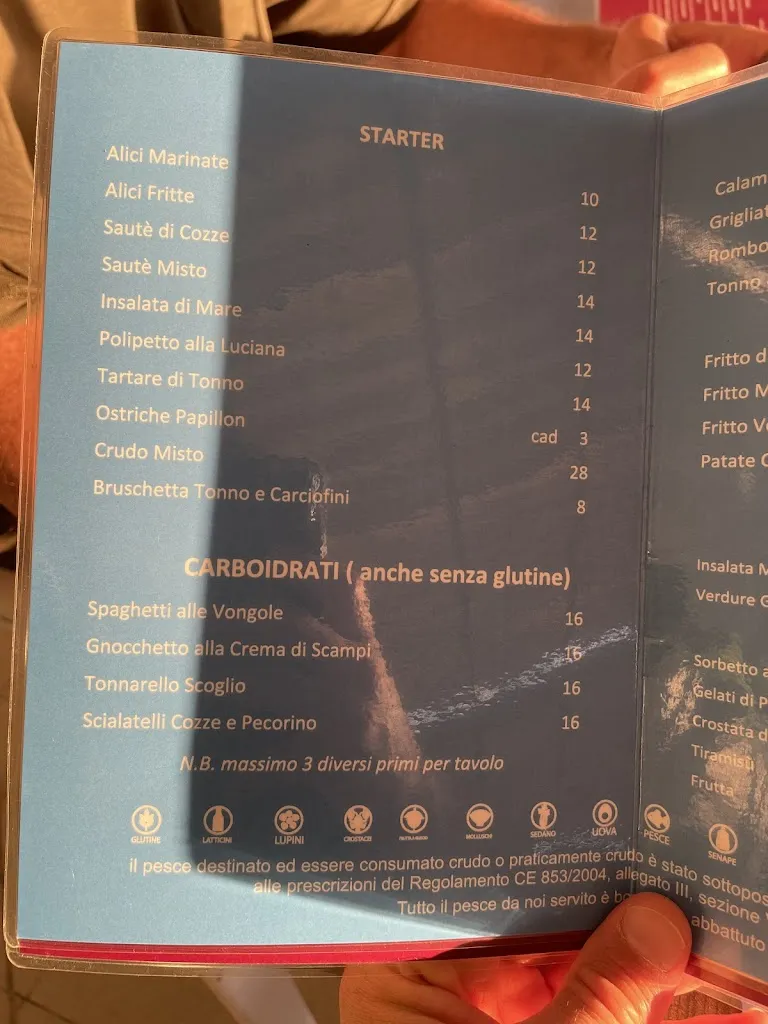 STARTER
Alici Marinate 10
Alici Fritte 12
Sautè di Cozze 12
Sautè Misto 14
Insalata di Mare 14
Polipetto alla Luciana 12
Tartare di Tonno 14
Ostriche Papillon cad 3
Crudo Misto 28
Bruschetta Tonno e Carciofini 8
CARBOIDRATI ( anche senza glutine)
Spaghetti alle Vongole 16
Gnocchetto alla Crema di Scampi 16
Tonnarello Scoglio 16
Scialatelli Cozze e Pecorino 16
N.B. massimo 3 diversi primi per tavolo
GLUTINE LATTICINI LUPINI CROSTACEI MOLLUSCHI SEDANO UOVA PESCE SENAPE
il pesce destinato ed essere consumato crudo o praticamente crudo è stato sottopos
alle prescrizioni del Regolamento CE 853/2004, allegato III, sezione
Tutto il pesce da noi servito è abbattuto
Calam
Grigliat
Rombo
Tonno
Fritto d
Fritto M
Fritto V
Patate
Insalata M
Verdure G
Sorbetto a
Gelati di P
Crostata d
Tiramisù
Frutta